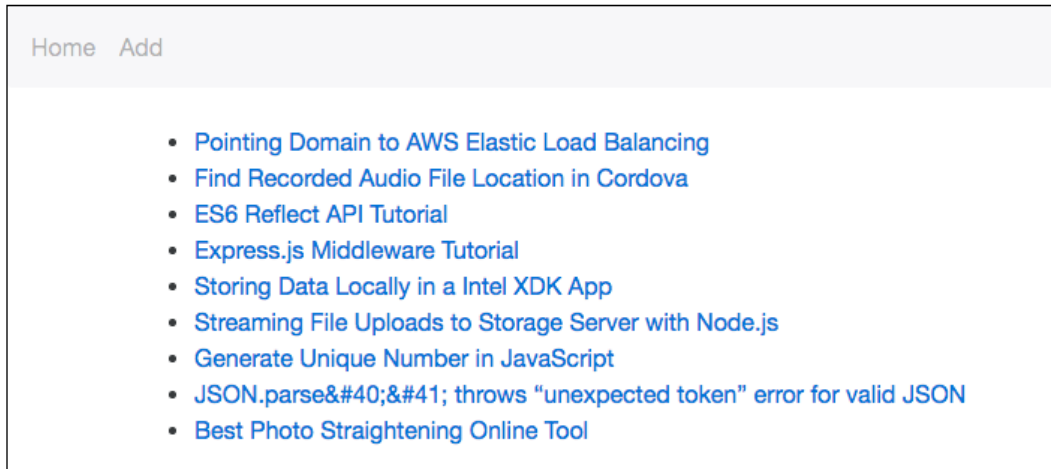 Home Add
• Pointing Domain to AWS Elastic Load Balancing
• Find Recorded Audio File Location in Cordova
• ES6 Reflect API Tutorial
• Express.js Middleware Tutorial
• Storing Data Locally in a Intel XDK App
• Streaming File Uploads to Storage Server with Node.js
• Generate Unique Number in JavaScript
• JSON.parse&#40;&#41; throws “unexpected token” error for valid JSON
• Best Photo Straightening Online Tool